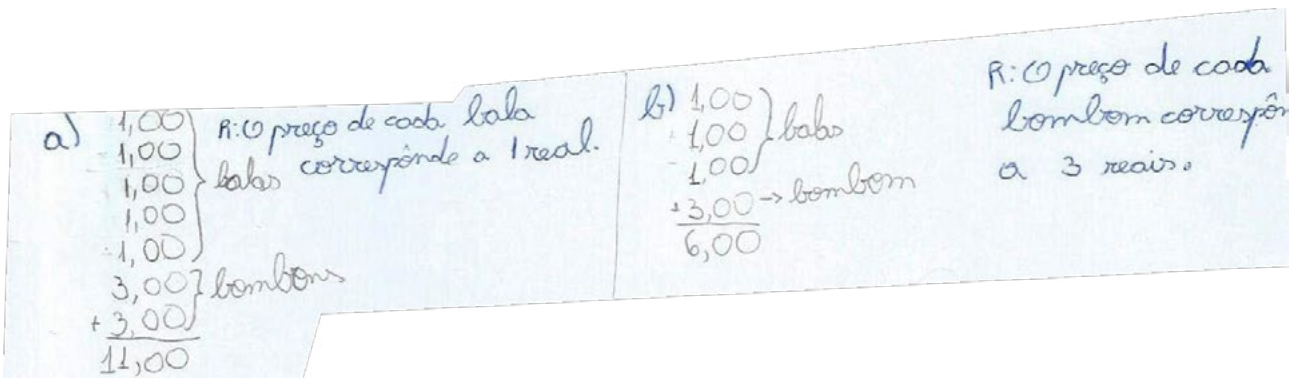 a) 1,00
1,00
1,00
1,00
1,00
balas
3,00
+ 3,00
bombons
11,00
R: O preço de cada bala
corresponde a 1 real.
b) 1,00
1,00
1,00
balas
+ 3,00 → bombom
6,00
R: O preço de cada
bombom correspôn
a 3 reais.